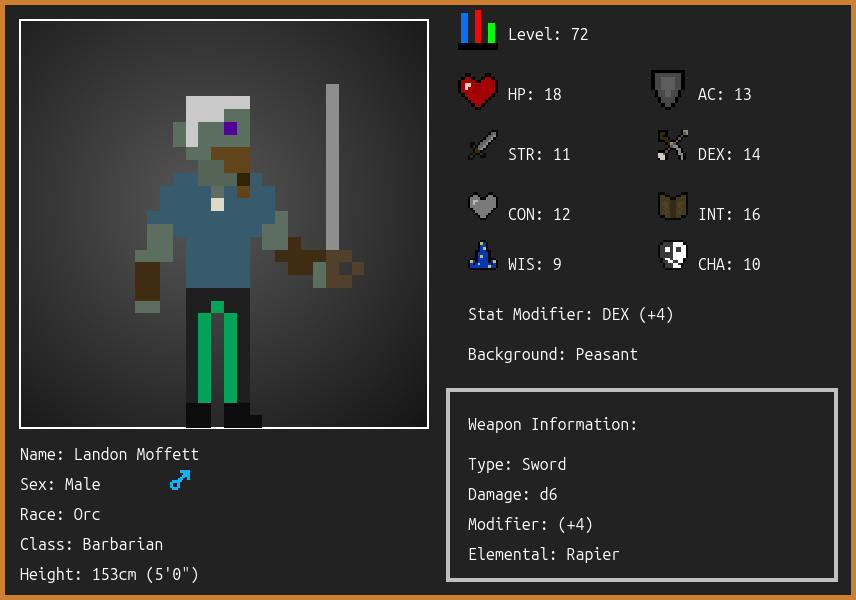 Level: 72
HP: 18
AC: 13
STR: 11
DEX: 14
CON: 12
INT: 16
WIS: 9
CHA: 10
Stat Modifier: DEX (+4)
Background: Peasant
Weapon Information:
Type: Sword
Damage: d6
Modifier: (+4)
Elemental: Rapier
Name: Landon Moffett
Sex: Male
Race: Orc
Class: Barbarian
Height: 153cm (5'0")